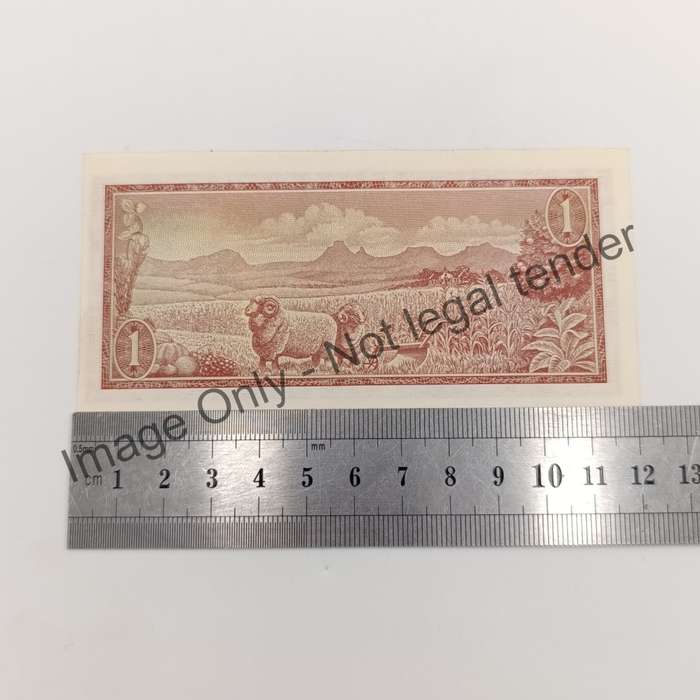 1
1
Image Only - Not legal tender
0.5mm
mm
cm 1 2 3 4 5 6 7 8 9 10 11 12 13